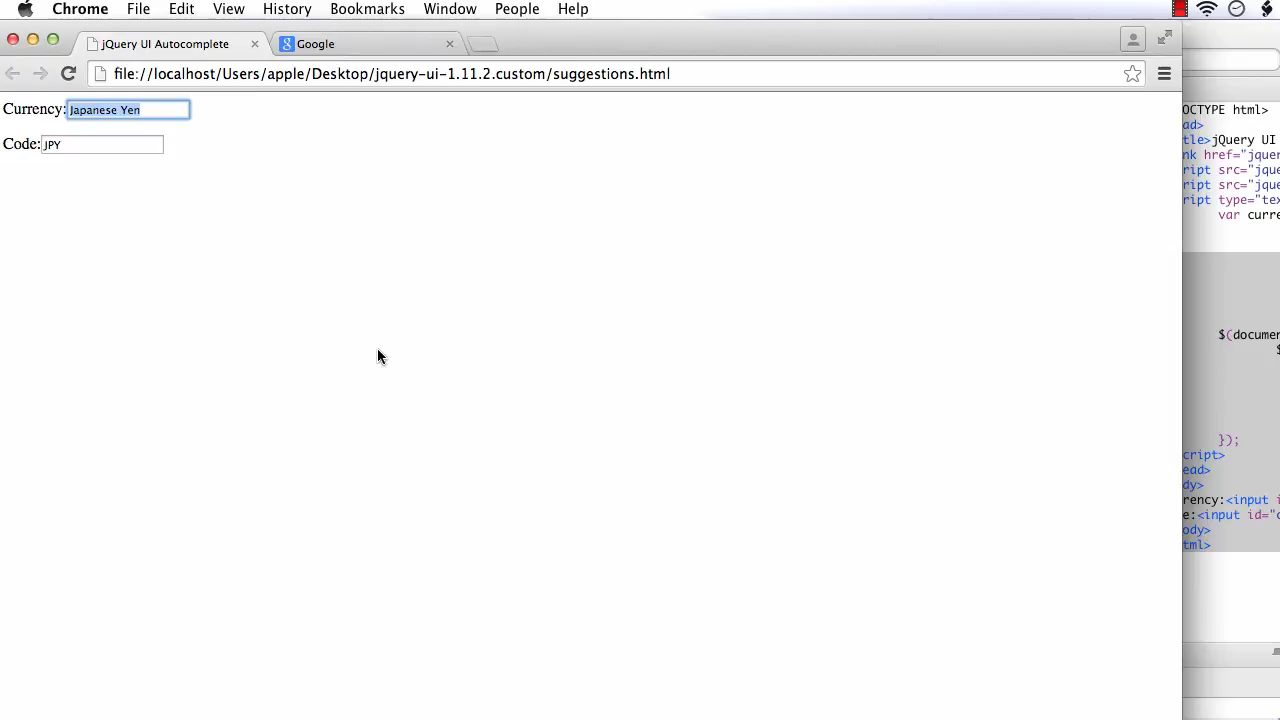 Chrome File Edit View History Bookmarks Window People Help
jQuery UI Autocomplete
Google
file://localhost/Users/apple/Desktop/jquery-ui-1.11.2.custom/suggestions.html
Currency:Japanese Yen
Code:JPY
OCTYPE html>
ad>
tle>jQuery UI
nk href="jquer
ript src="jque
ript src="jque
ript type="tex
var curre
$(documen
$
});
cript>
ead>
dy>
rency:<input i
e:<input id="c
ody>
tml>